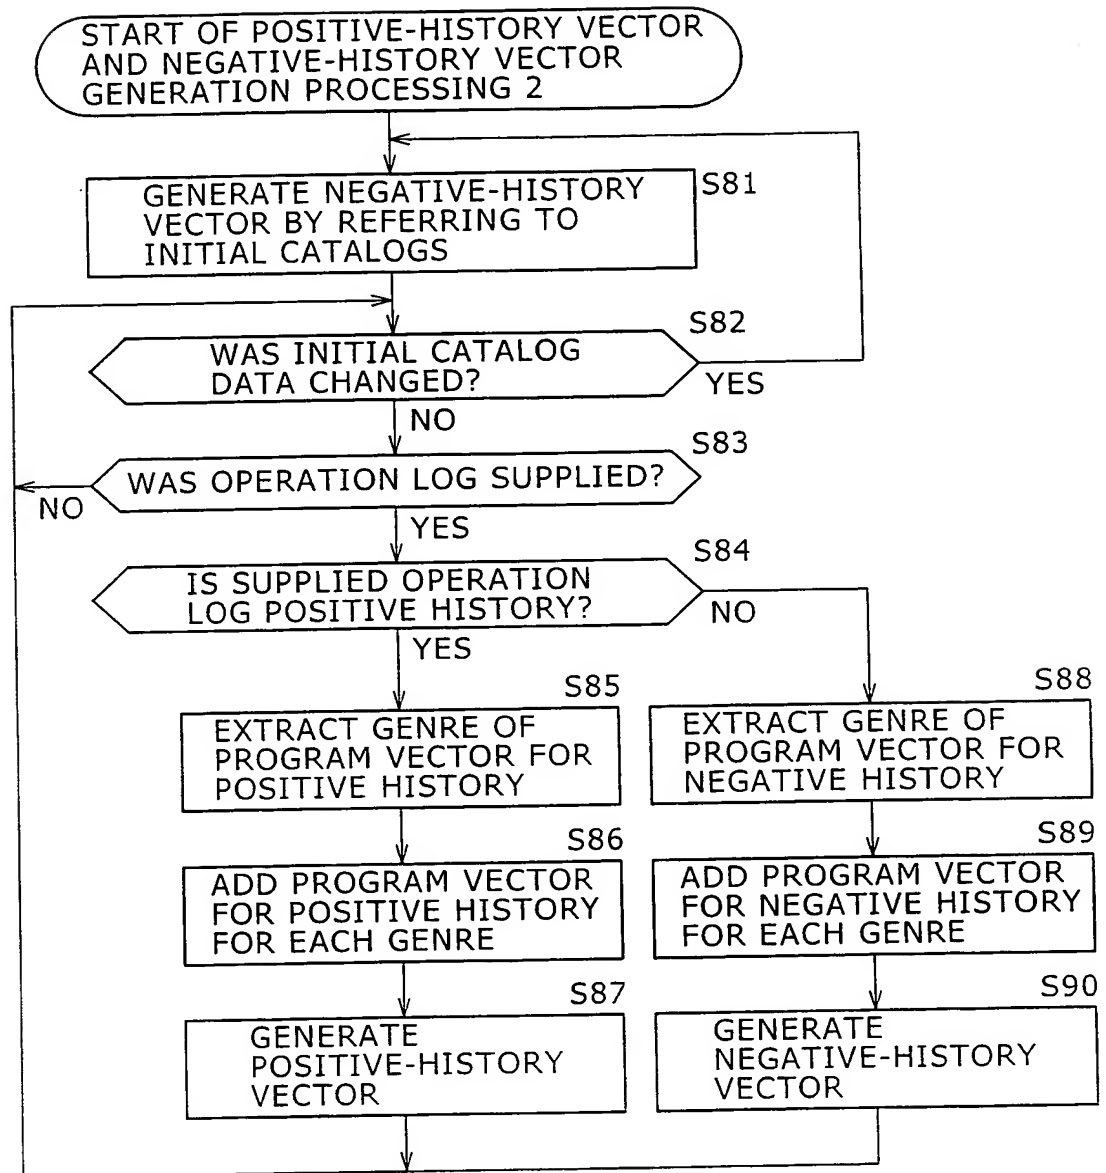 START OF POSITIVE-HISTORY VECTOR
AND NEGATIVE-HISTORY VECTOR
GENERATION PROCESSING 2
GENERATE NEGATIVE-HISTORY
VECTOR BY REFERRING TO
INITIAL CATALOGS
S81
S82
WAS INITIAL CATALOG
DATA CHANGED?
YES
NO
S83
WAS OPERATION LOG SUPPLIED?
NO
YES
S84
IS SUPPLIED OPERATION
LOG POSITIVE HISTORY?
NO
YES
S85
EXTRACT GENRE OF
PROGRAM VECTOR FOR
POSITIVE HISTORY
S88
EXTRACT GENRE OF
PROGRAM VECTOR FOR
NEGATIVE HISTORY
S86
ADD PROGRAM VECTOR
FOR POSITIVE HISTORY
FOR EACH GENRE
S89
ADD PROGRAM VECTOR
FOR NEGATIVE HISTORY
FOR EACH GENRE
S87
GENERATE
POSITIVE-HISTORY
VECTOR
S90
GENERATE
NEGATIVE-HISTORY
VECTOR